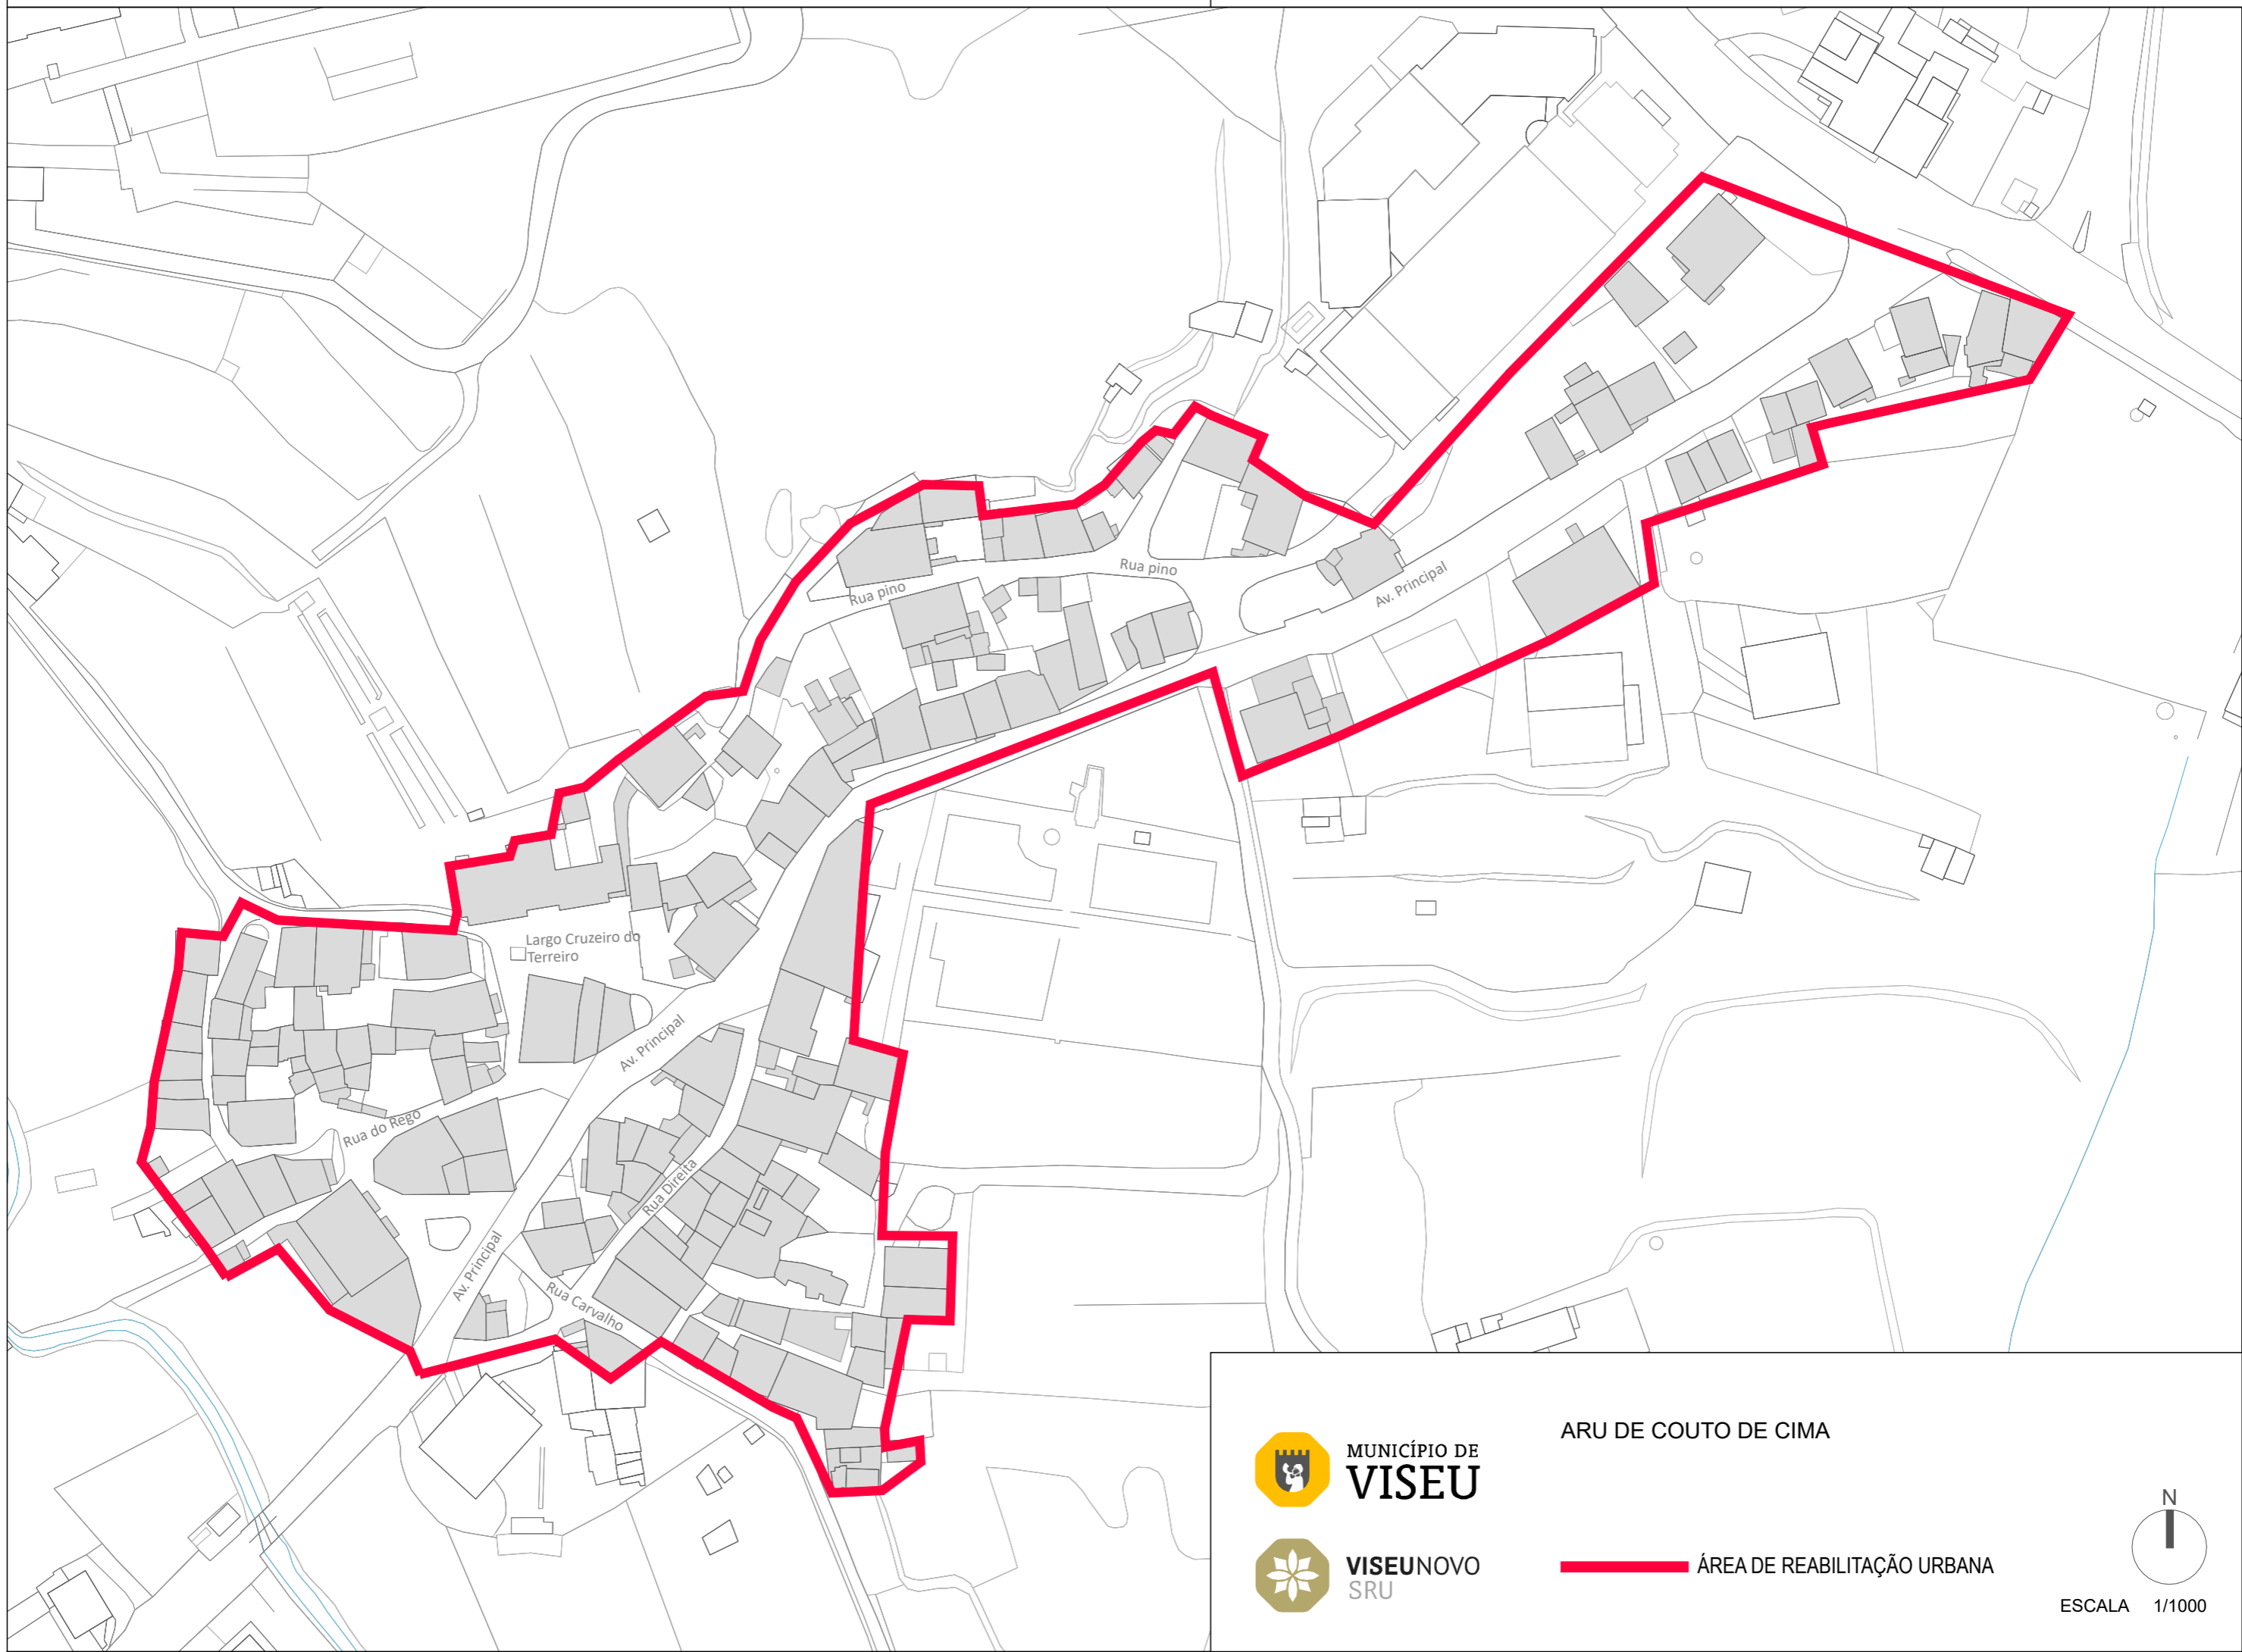 Rua pino
Rua pino
Av. Principal
Largo Cruzeiro do
Terreiro
Av. Principal
Rua do Rego
Rua Direita
Av. Principal
Rua Carvalho
MUNICÍPIO DE
VISEU
ARU DE COUTO DE CIMA
VISEUNOVO
SRU
ÁREA DE REABILITAÇÃO URBANA
N
ESCALA 1/1000